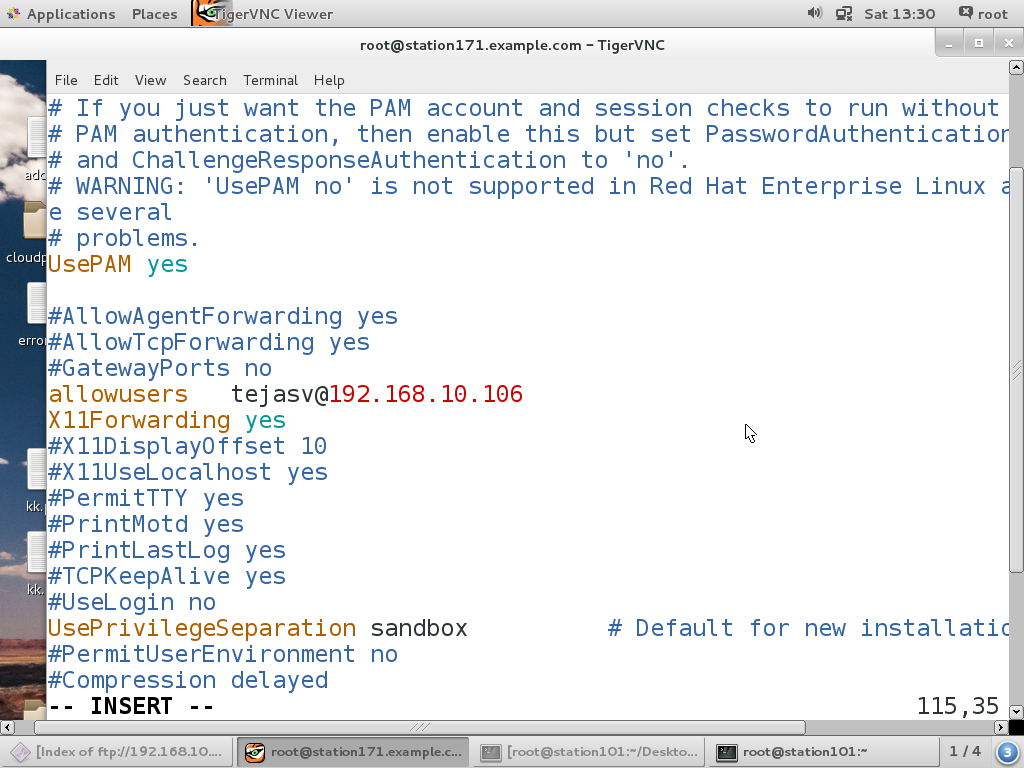 Applications Places TigerVNC Viewer Sat 13:30 root
root@station171.example.com – TigerVNC
File Edit View Search Terminal Help
# If you just want the PAM account and session checks to run without
# PAM authentication, then enable this but set PasswordAuthentication
# and ChallengeResponseAuthentication to 'no'.
# WARNING: 'UsePAM no' is not supported in Red Hat Enterprise Linux a
e several
# problems.
UsePAM yes
#AllowAgentForwarding yes
#AllowTcpForwarding yes
#GatewayPorts no
allowusers   tejasv@192.168.10.106
X11Forwarding yes
#X11DisplayOffset 10
#X11UseLocalhost yes
#PermitTTY yes
#PrintMotd yes
#PrintLastLog yes
#TCPKeepAlive yes
#UseLogin no
UsePrivilegeSeparation sandbox          # Default for new installatio
#PermitUserEnvironment no
#Compression delayed
-- INSERT -- 115,35
cloudp
error
kk.
kk.
[Index of ftp://192.168.10.... root@station171.example.c... [root@station101:~/Deskto... root@station101:~ 1 / 4 3